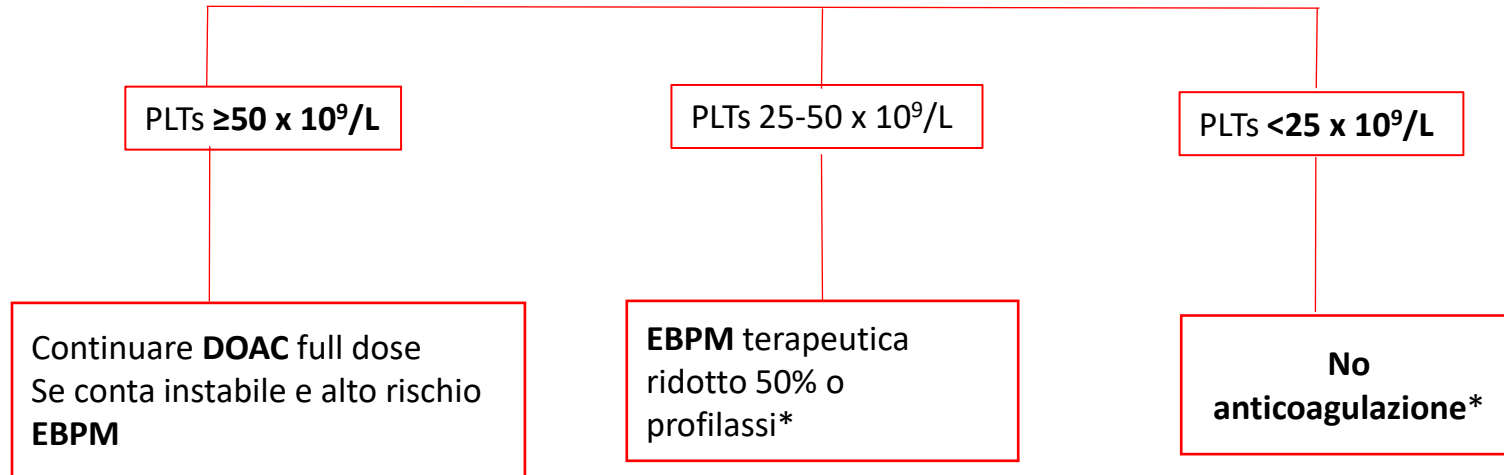 PLTs ≥50 x 10⁹/L
PLTs 25-50 x 10⁹/L
PLTs <25 x 10⁹/L
Continuare DOAC full dose
Se conta instabile e alto rischio
EBPM
EBPM terapeutica
ridotto 50% o
profilassi*
No
anticoagulazione*